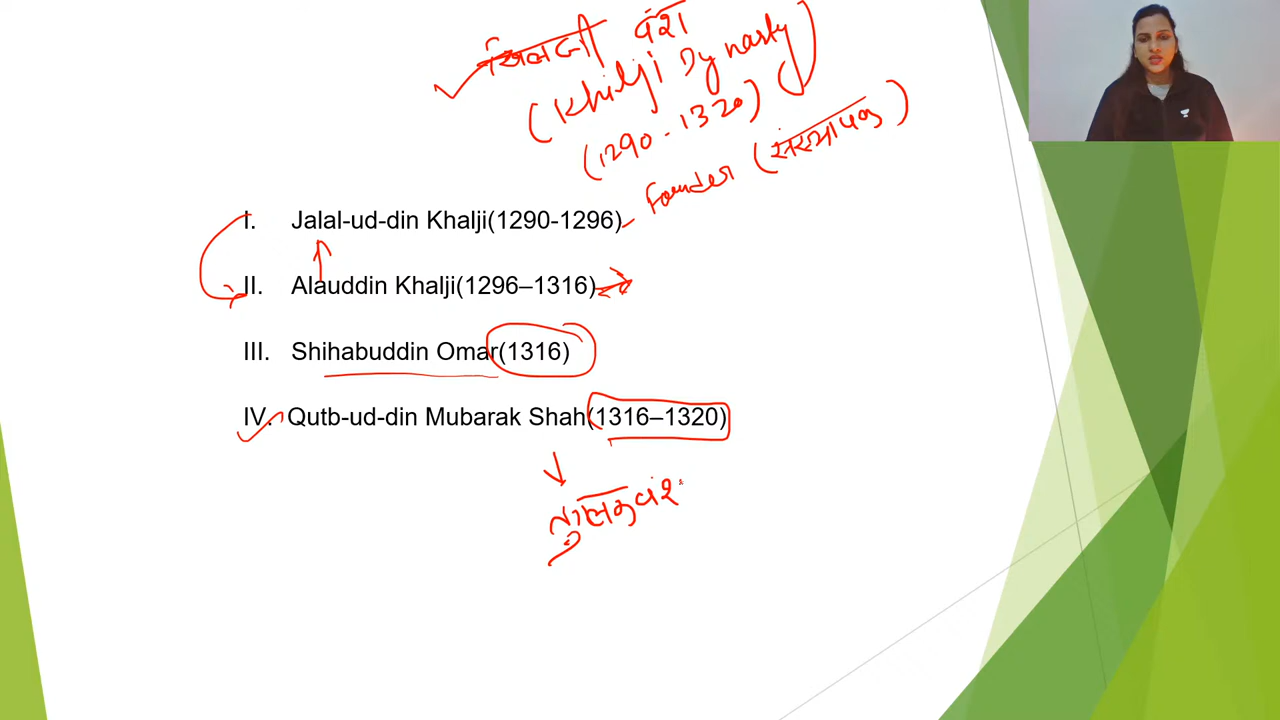 खिलजी वंश
(Khilji Dynasty)
(1290-1320)
founder (संस्थापक)
I. Jalal-ud-din Khalji(1290-1296)
II. Alauddin Khalji(1296–1316)
III. Shihabuddin Omar(1316)
IV. Qutb-ud-din Mubarak Shah(1316–1320)